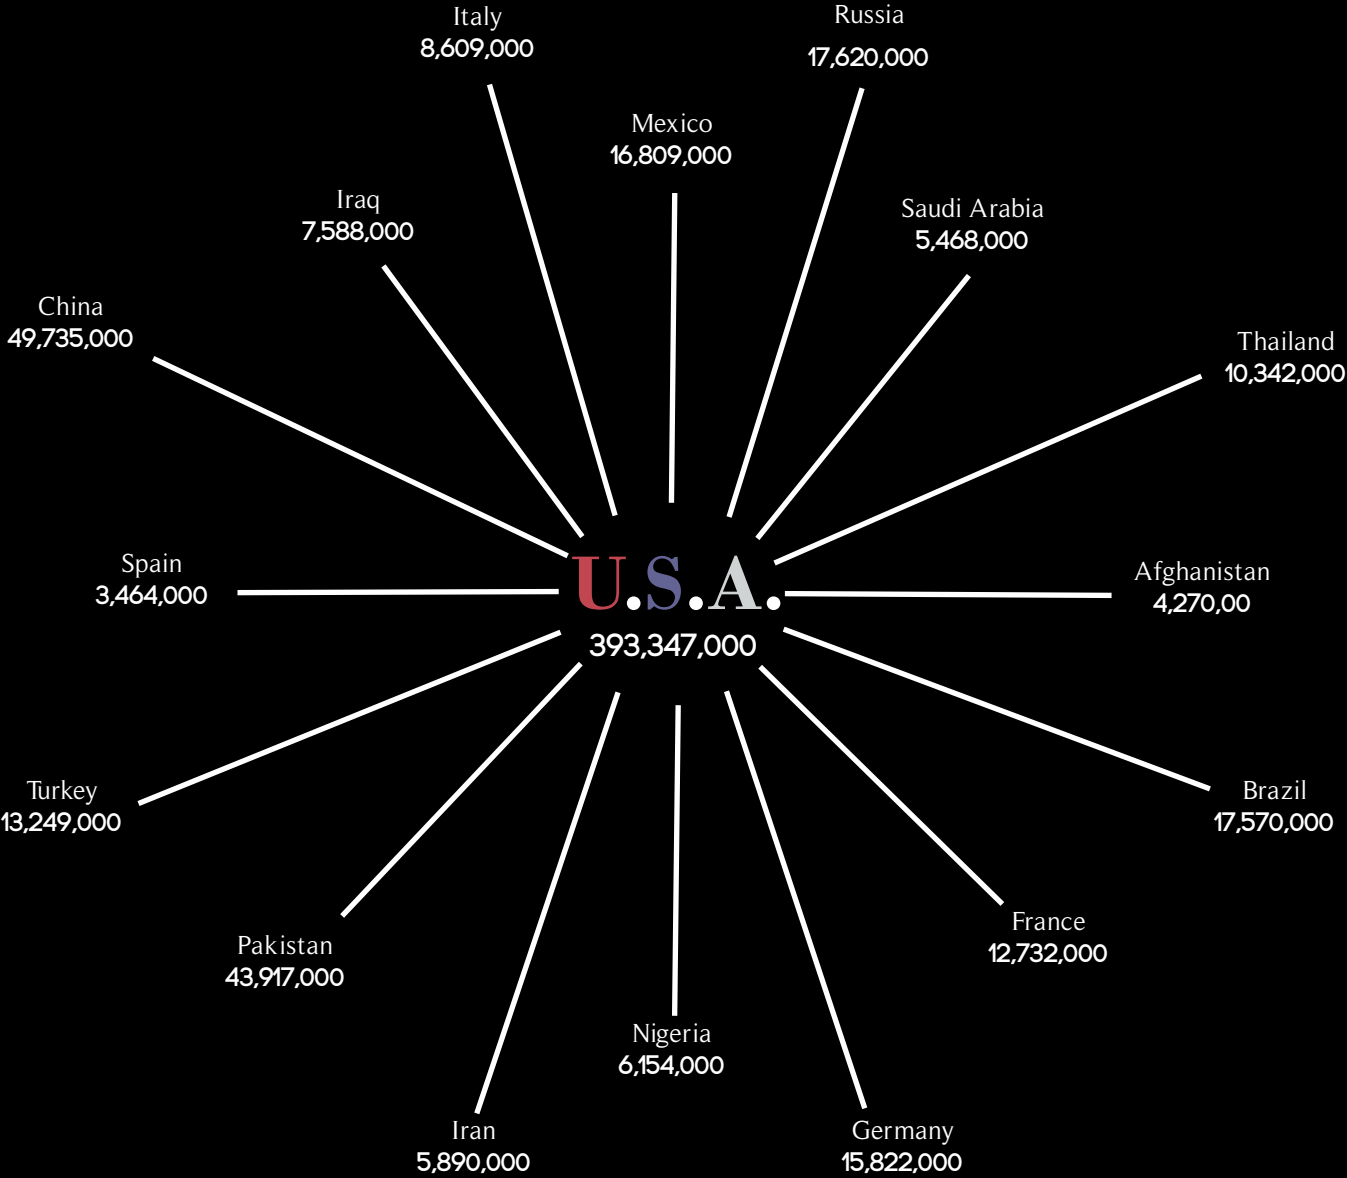 Italy
8,609,000
Russia
17,620,000
Mexico
16,809,000
Iraq
7,588,000
Saudi Arabia
5,468,000
China
49,735,000
Thailand
10,342,000
Spain
3,464,000
U.S.A.
393,347,000
Afghanistan
4,270,00
Turkey
13,249,000
Brazil
17,570,000
Pakistan
43,917,000
France
12,732,000
Nigeria
6,154,000
Iran
5,890,000
Germany
15,822,000